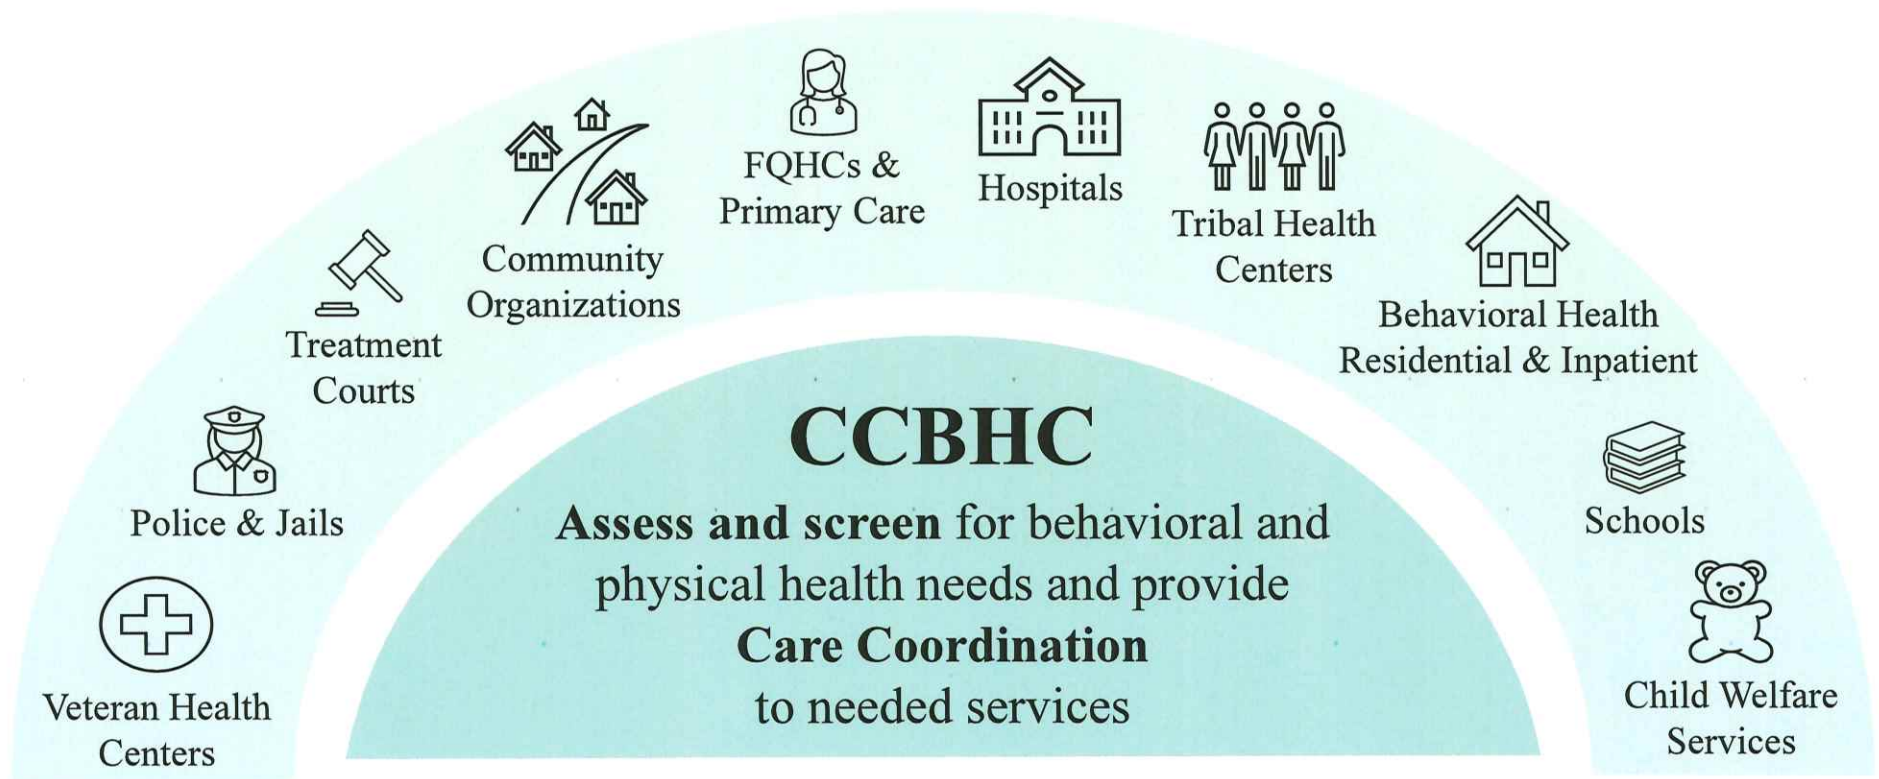 Veteran Health
Centers
Police & Jails
Treatment
Courts
Community
Organizations
FQHCs &
Primary Care
Hospitals
Tribal Health
Centers
Behavioral Health
Residential & Inpatient
Schools
Child Welfare
Services
CCBHC
Assess and screen for behavioral and
physical health needs and provide
Care Coordination
to needed services